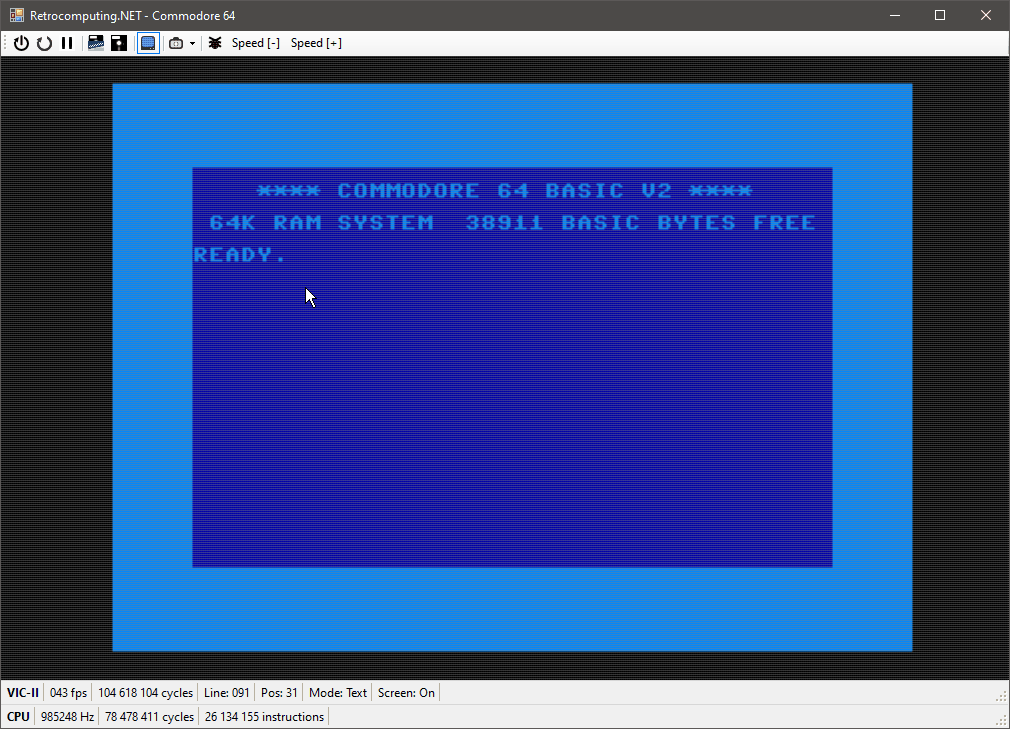 Retrocomputing.NET - Commodore 64
Speed [-] Speed [+]
**** COMMODORE 64 BASIC V2 ****
64K RAM SYSTEM 38911 BASIC BYTES FREE
READY.
VIC-II 043 fps 104 618 104 cycles Line: 091 Pos: 31 Mode: Text Screen: On
CPU 985248 Hz 78 478 411 cycles 26 134 155 instructions